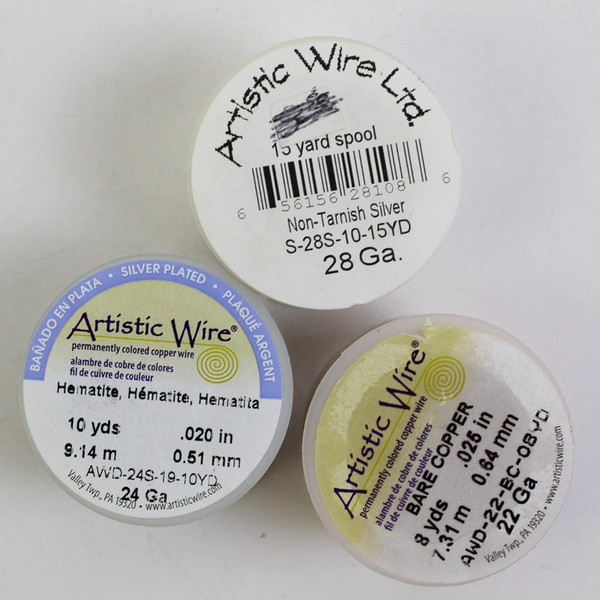 Artistic Wire Ltd.
15 yard spool
6 56156 28108 6
Non-Tarnish Silver
S-28S-10-15YD
28 Ga.
BAÑADO EN PLATA • SILVER PLATED • PLAQUÉ ARGENT
Artistic Wire®
permanently colored copper wire
alambre de cobre de colores
fil de cuivre de couleur
Hematite, Hématite, Hematita
10 yds .020 in
9.14 m 0.51 mm
AWD-24S-19-10YD
24 Ga
Valley Twp., PA 19320 • www.artisticwire.com
Artistic Wire®
permanently colored copper wire
alambre de cobre de colores
fil de cuivre de couleur
BARE COPPER
8 yds .025 in
7.31 m 0.64 mm
AWD-22-BC-08YD
22 Ga
Valley Twp., PA 19320 • www.artisticwire.com